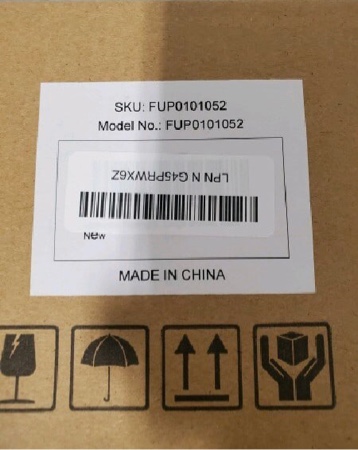 SKU: FUP0101052
Model No.: FUP0101052
LPN N G45PRWX6Z
New
MADE IN CHINA